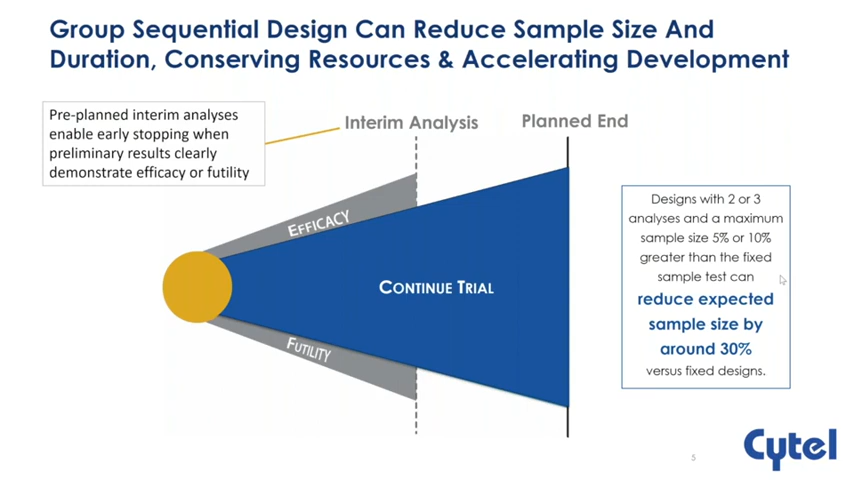 Group Sequential Design Can Reduce Sample Size And
Duration, Conserving Resources & Accelerating Development
Pre-planned interim analyses
enable early stopping when
preliminary results clearly
demonstrate efficacy or futility
Interim Analysis
Planned End
EFFICACY
CONTINUE TRIAL
FUTILITY
Designs with 2 or 3
analyses and a maximum
sample size 5% or 10%
greater than the fixed
sample test can
reduce expected
sample size by
around 30%
versus fixed designs.
5
Cytel